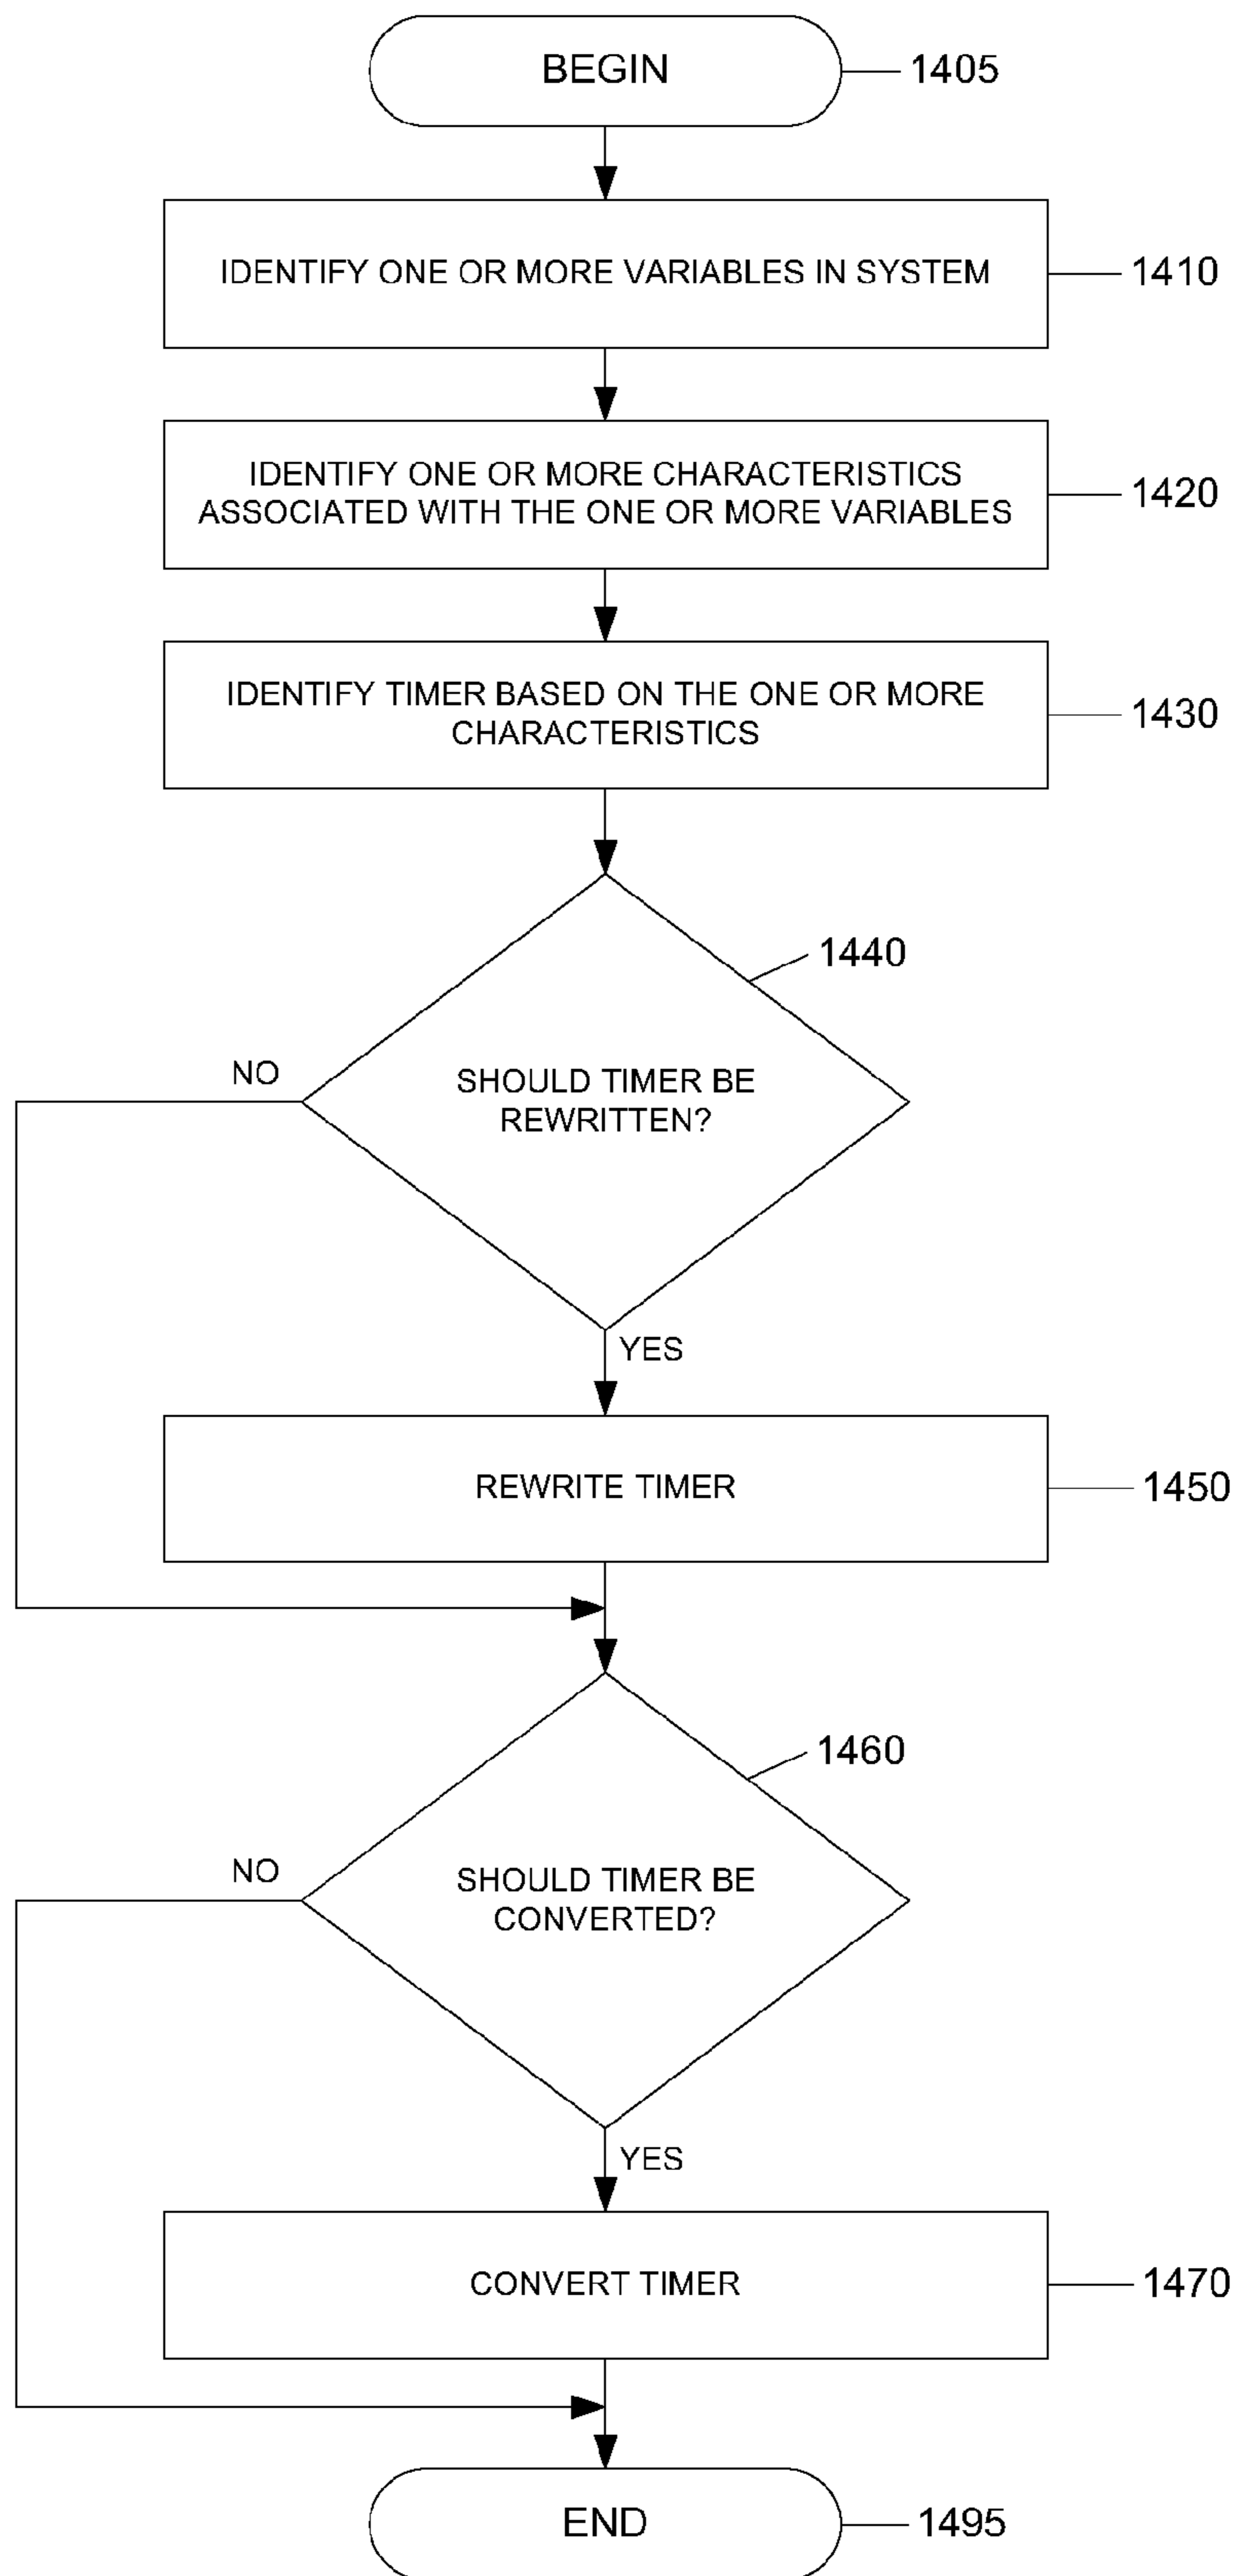 BEGIN
1405
IDENTIFY ONE OR MORE VARIABLES IN SYSTEM
1410
IDENTIFY ONE OR MORE CHARACTERISTICS
ASSOCIATED WITH THE ONE OR MORE VARIABLES
1420
IDENTIFY TIMER BASED ON THE ONE OR MORE
CHARACTERISTICS
1430
1440
NO
SHOULD TIMER BE
REWRITTEN?
YES
REWRITE TIMER
1450
1460
NO
SHOULD TIMER BE
CONVERTED?
YES
CONVERT TIMER
1470
END
1495